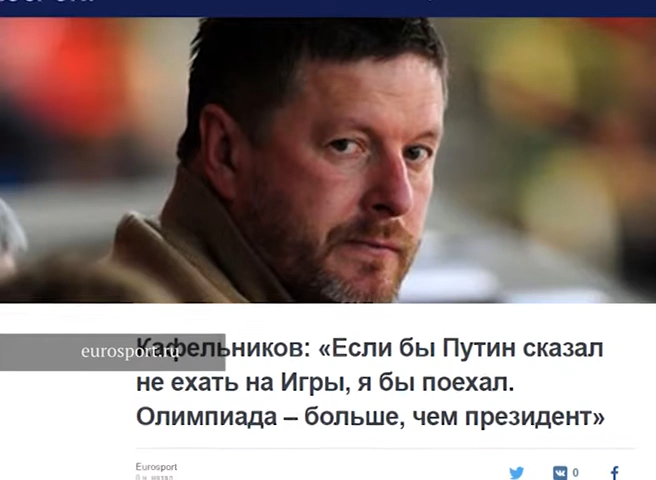 Кафельников: «Если бы Путин сказал
eurosport.ru
не ехать на Игры, я бы поехал.
Олимпиада – больше, чем президент»
Eurosport
0